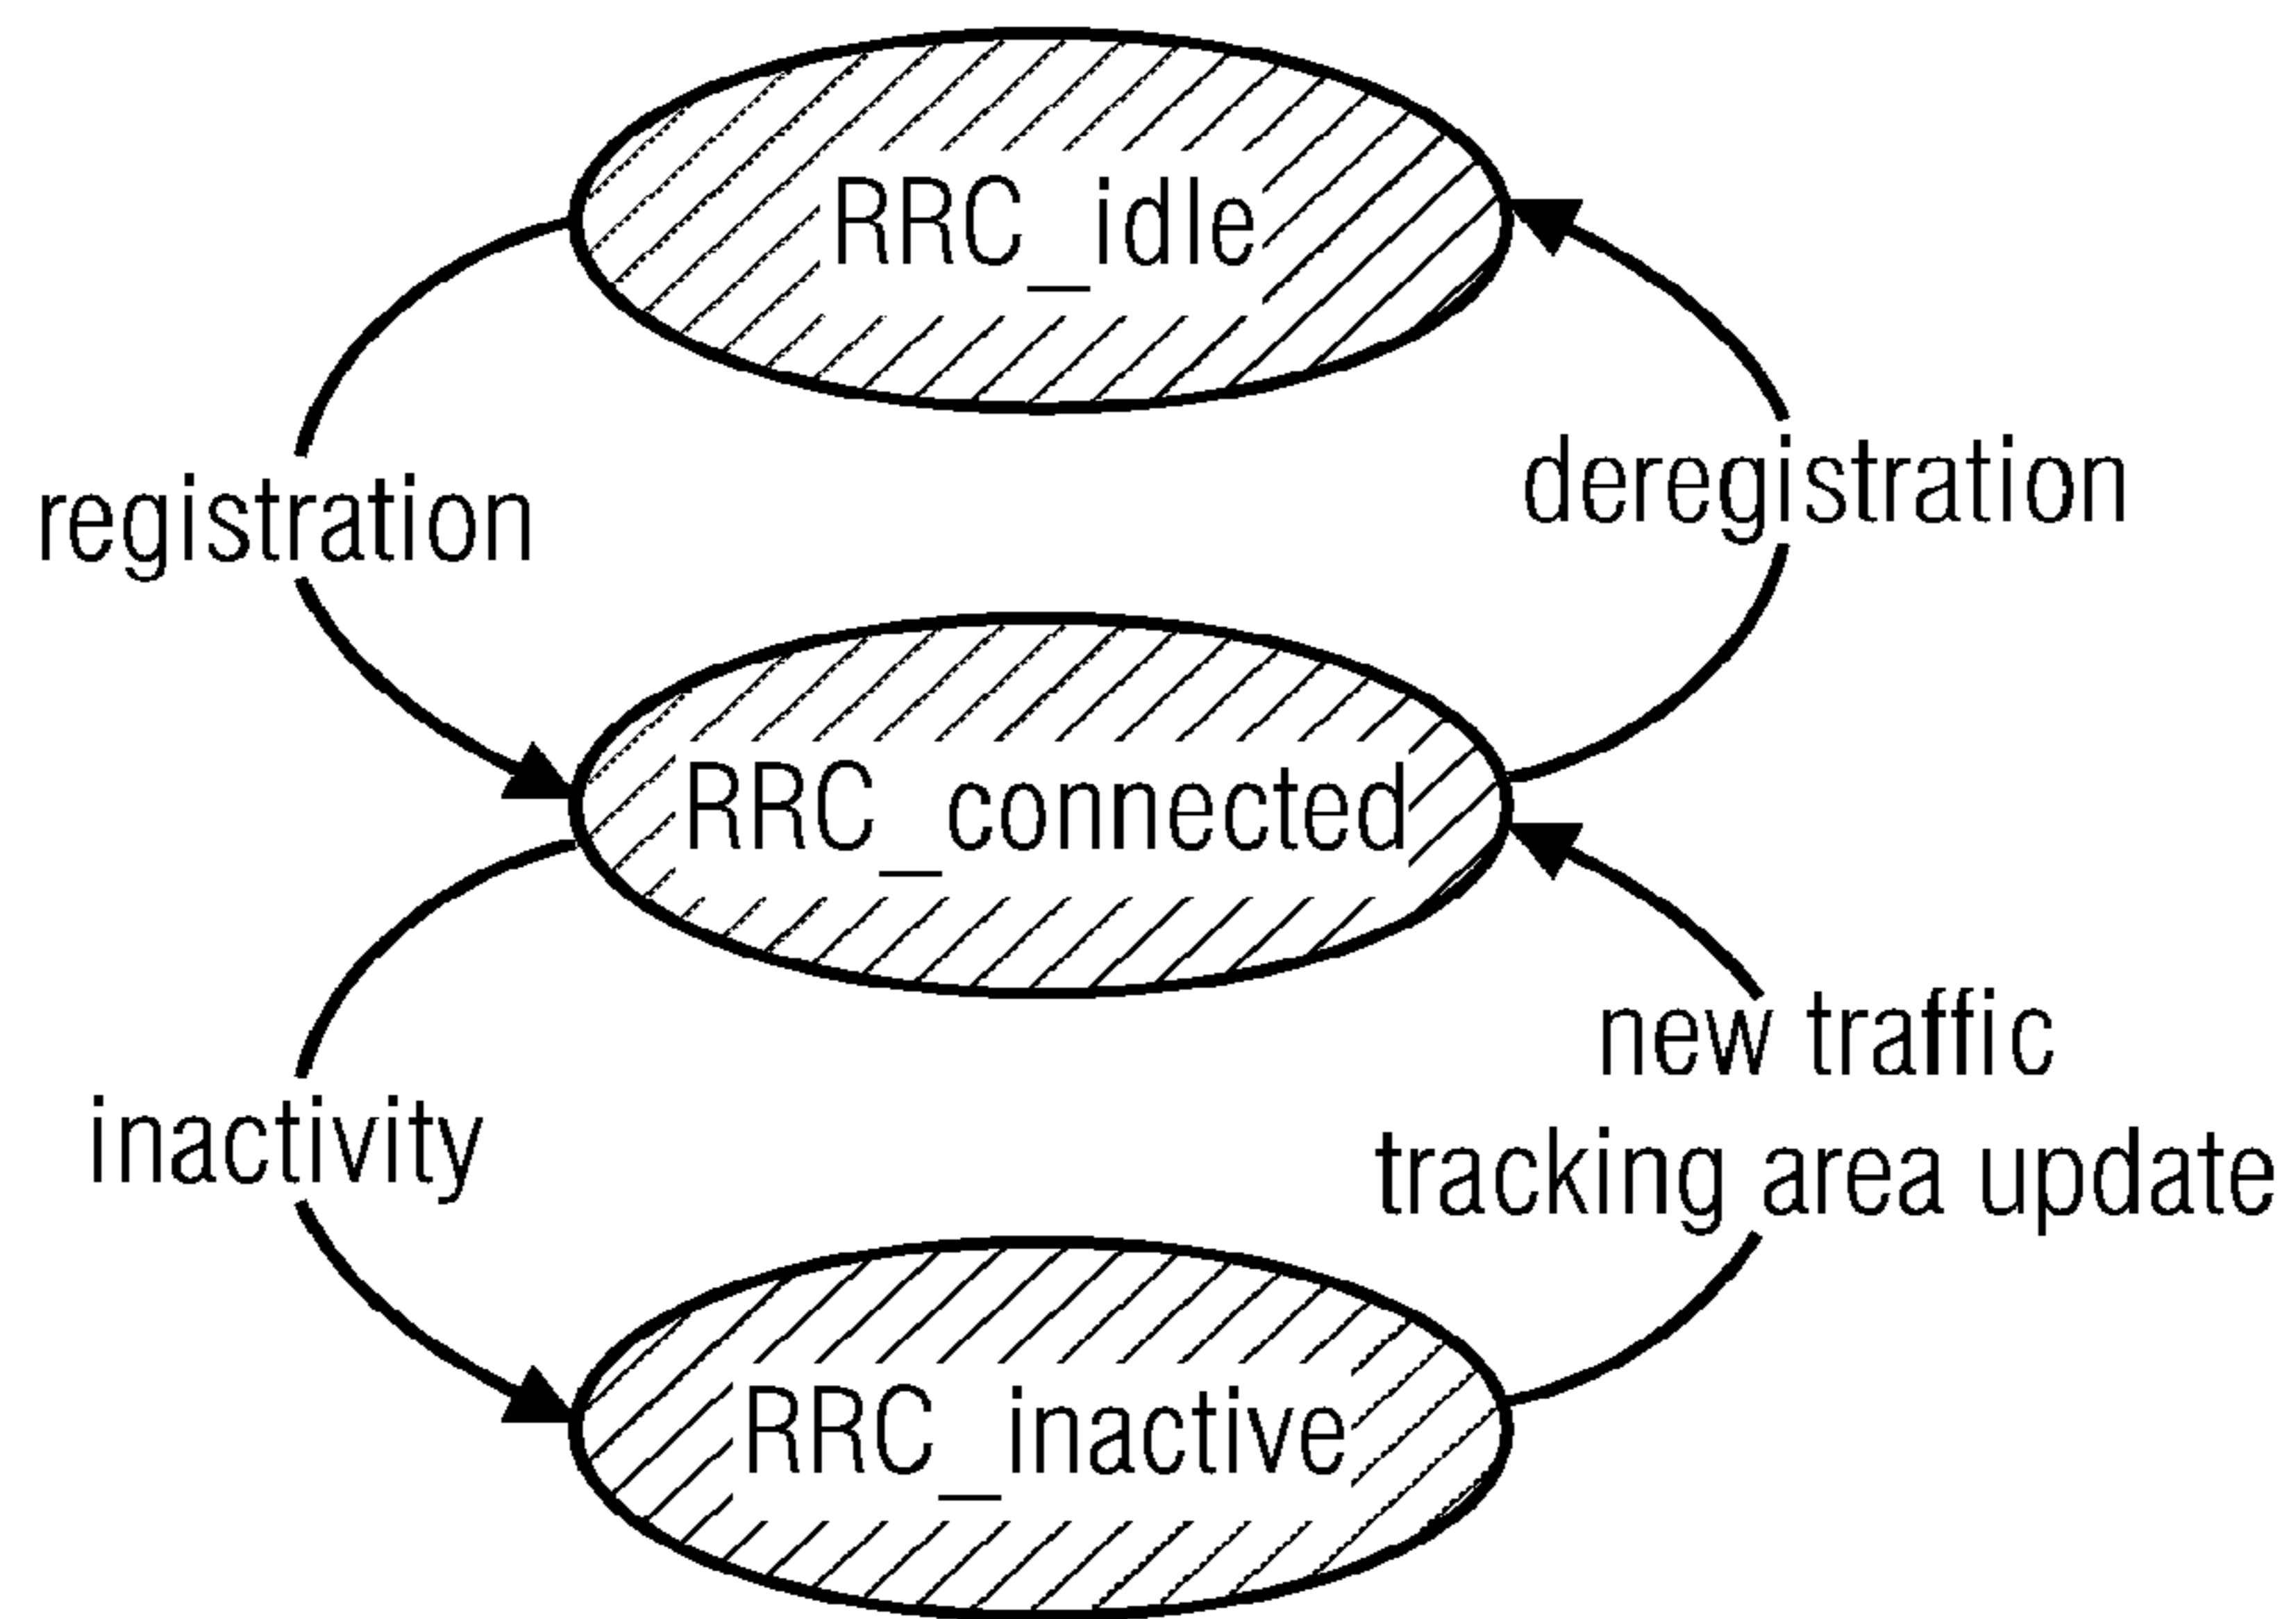 RRC_idle
registration
deregistration
RRC_connected
inactivity
new traffic
tracking area update
RRC_inactive